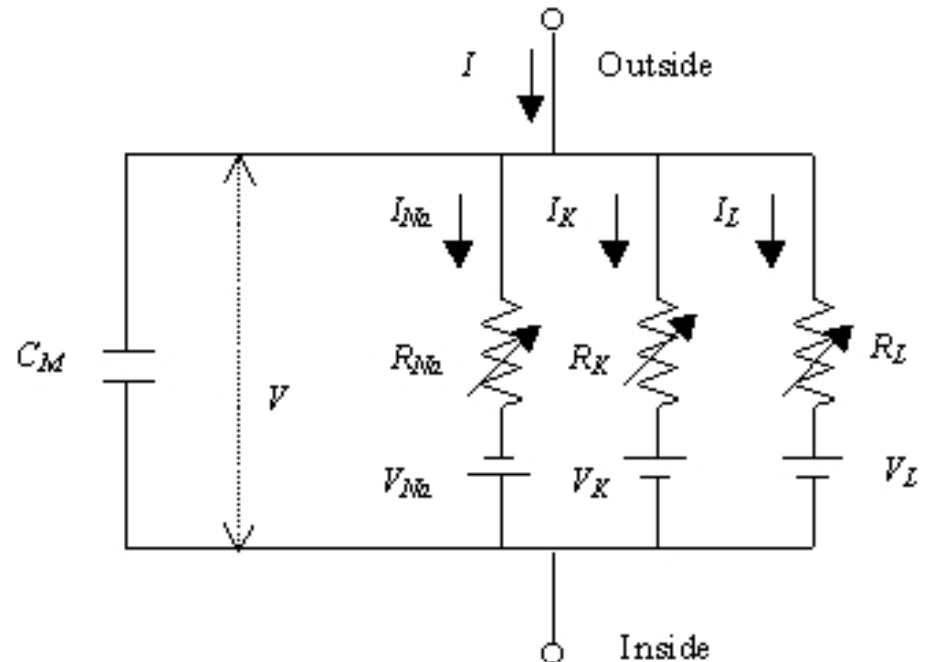 I Outside
I_Na I_K I_L
C_M V R_Na R_K R_L
V_Na V_K V_L
Inside